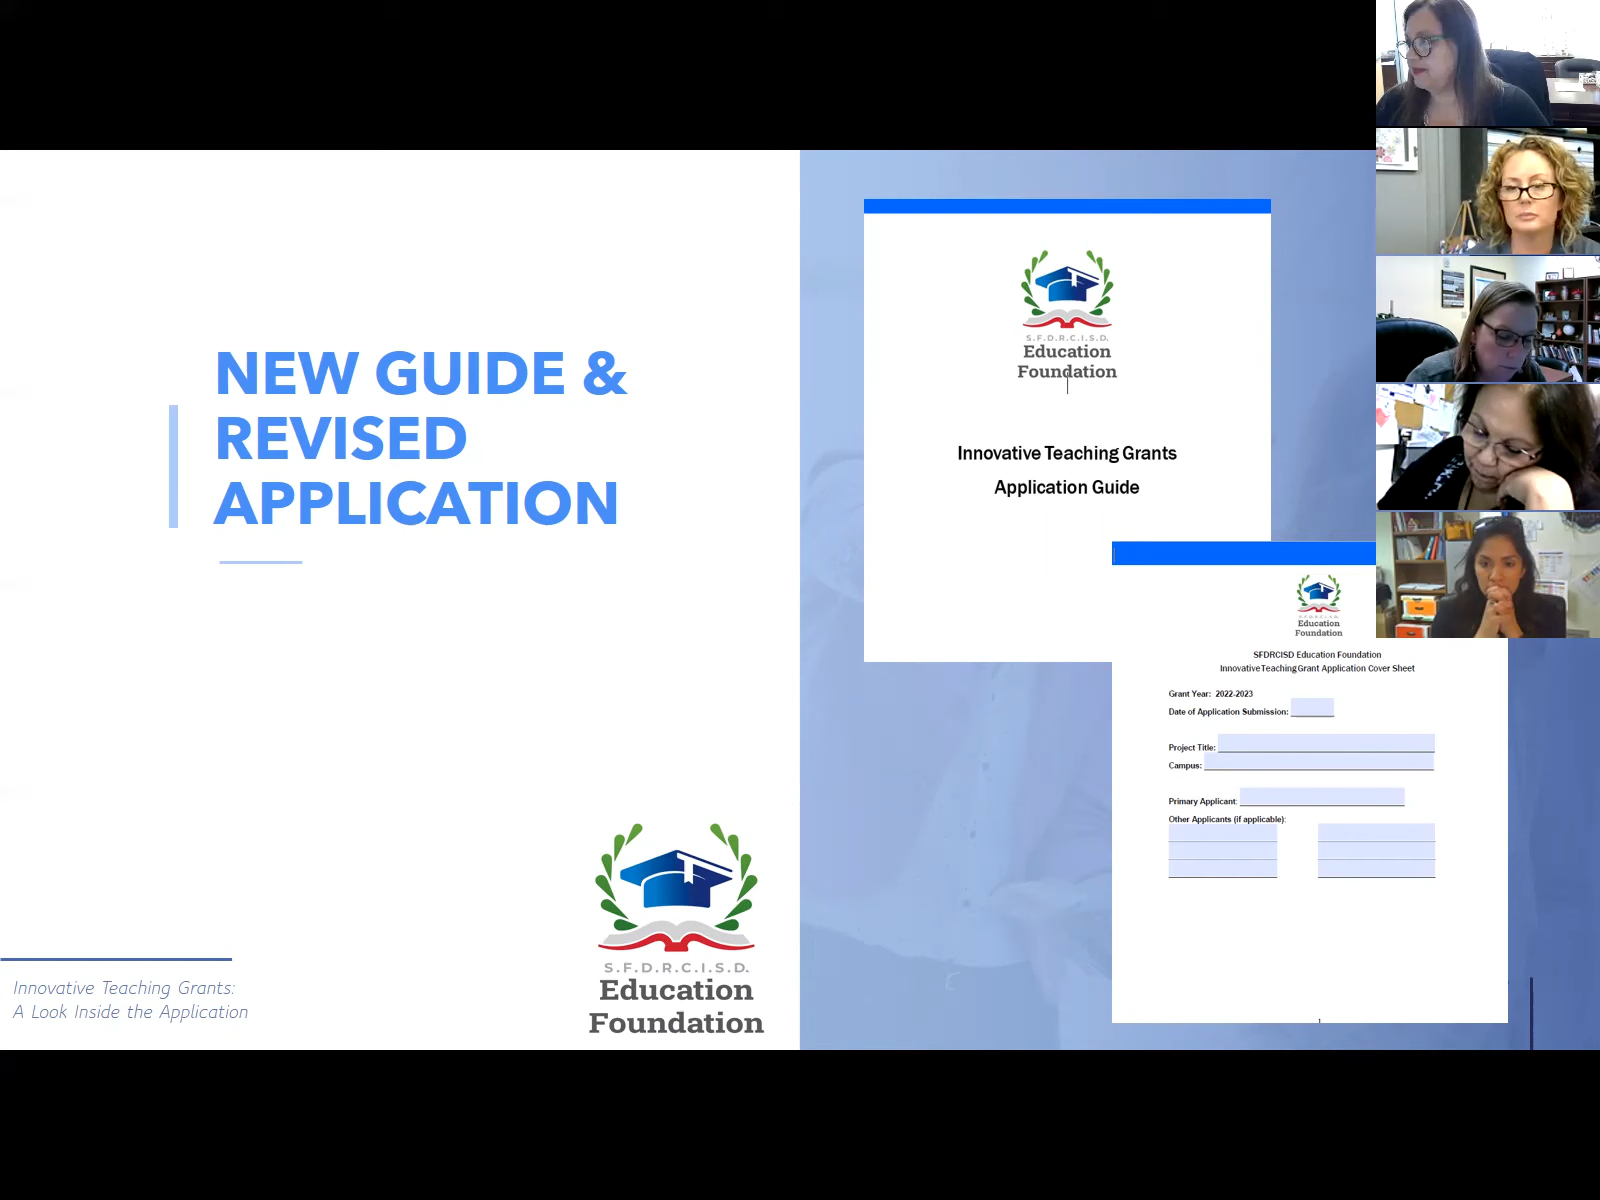 NEW GUIDE &
REVISED
APPLICATION
Innovative Teaching Grants:
A Look Inside the Application
S.F.D.R.C.I.S.D.
Education
Foundation
S.F.D.R.C.I.S.D.
Education
Foundation
Innovative Teaching Grants
Application Guide
S.F.D.R.C.I.S.D.
Education
Foundation
SFDRCISD Education Foundation
Innovative Teaching Grant Application Cover Sheet
Grant Year: 2022-2023
Date of Application Submission:
Project Title:
Campus:
Primary Applicant:
Other Applicants (if applicable):
1